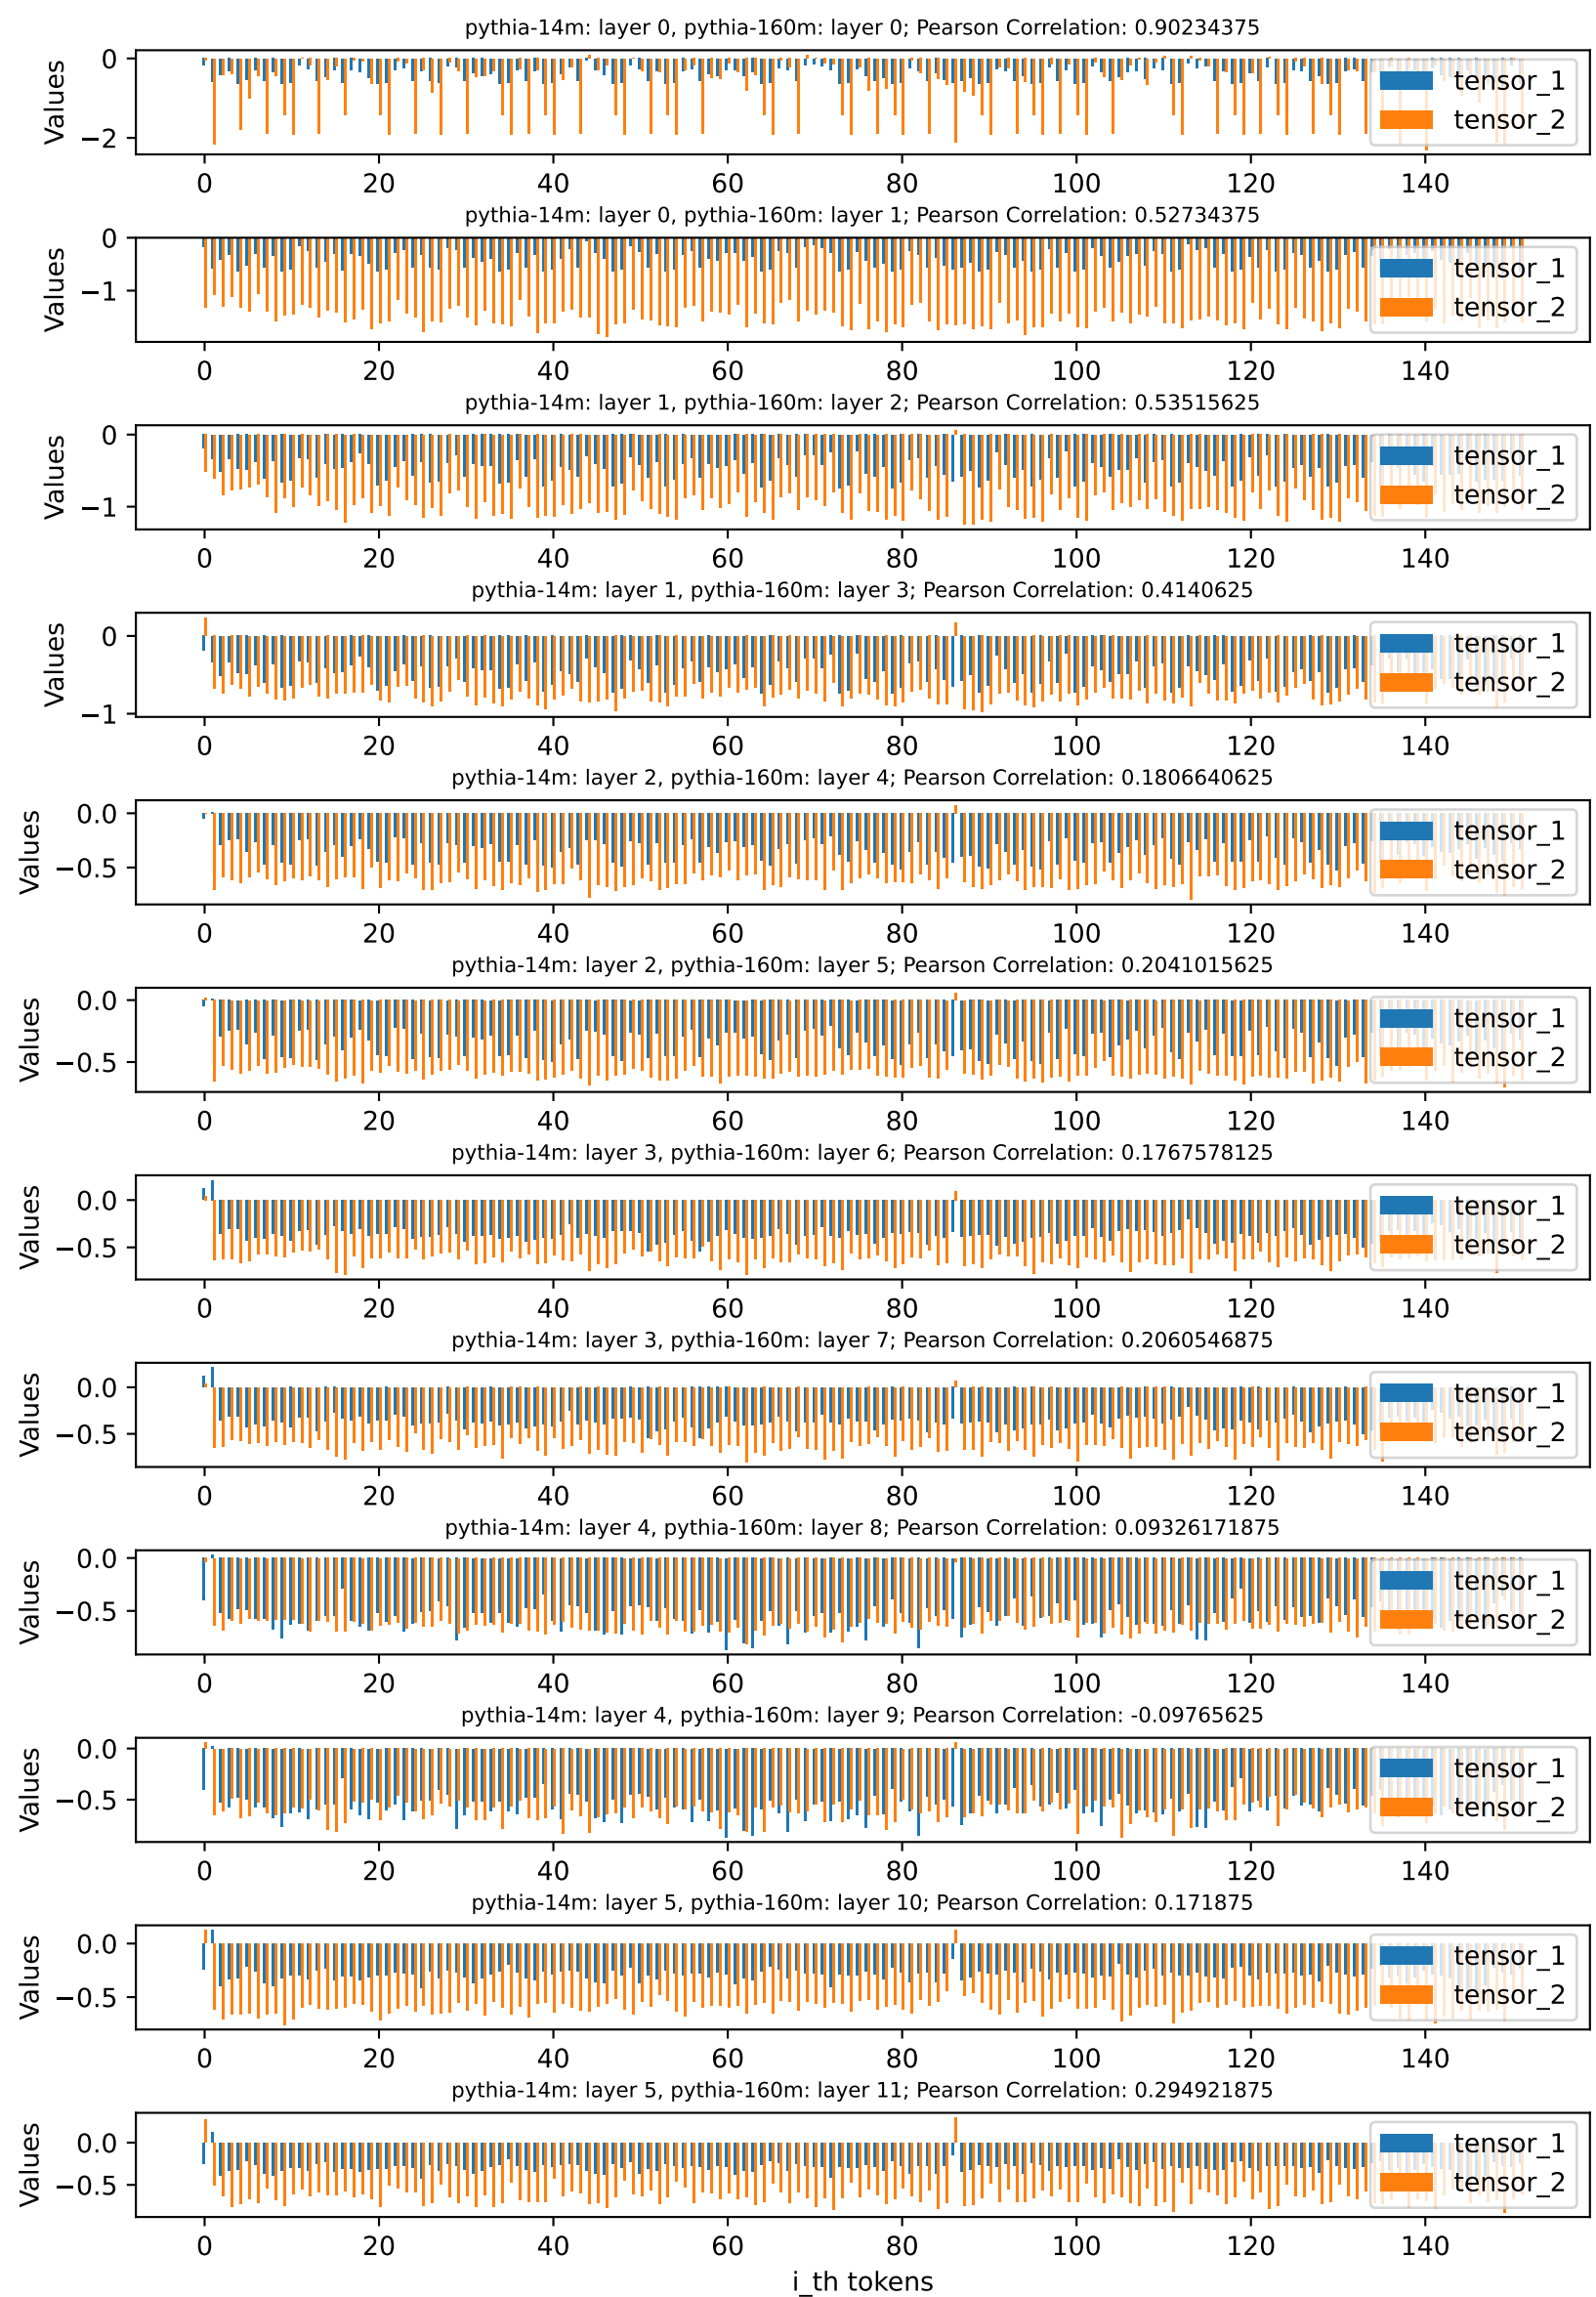 pythia-14m: layer 0, pythia-160m: layer 0; Pearson Correlation: 0.90234375
Values
0
−2
tensor_1
tensor_2
0 20 40 60 80 100 120 140
pythia-14m: layer 0, pythia-160m: layer 1; Pearson Correlation: 0.52734375
Values
0
−1
tensor_1
tensor_2
0 20 40 60 80 100 120 140
pythia-14m: layer 1, pythia-160m: layer 2; Pearson Correlation: 0.53515625
Values
0
−1
tensor_1
tensor_2
0 20 40 60 80 100 120 140
pythia-14m: layer 1, pythia-160m: layer 3; Pearson Correlation: 0.4140625
Values
0
−1
tensor_1
tensor_2
0 20 40 60 80 100 120 140
pythia-14m: layer 2, pythia-160m: layer 4; Pearson Correlation: 0.1806640625
Values
0.0
−0.5
tensor_1
tensor_2
0 20 40 60 80 100 120 140
pythia-14m: layer 2, pythia-160m: layer 5; Pearson Correlation: 0.2041015625
Values
0.0
−0.5
tensor_1
tensor_2
0 20 40 60 80 100 120 140
pythia-14m: layer 3, pythia-160m: layer 6; Pearson Correlation: 0.1767578125
Values
0.0
−0.5
tensor_1
tensor_2
0 20 40 60 80 100 120 140
pythia-14m: layer 3, pythia-160m: layer 7; Pearson Correlation: 0.2060546875
Values
0.0
−0.5
tensor_1
tensor_2
0 20 40 60 80 100 120 140
pythia-14m: layer 4, pythia-160m: layer 8; Pearson Correlation: 0.09326171875
Values
0.0
−0.5
tensor_1
tensor_2
0 20 40 60 80 100 120 140
pythia-14m: layer 4, pythia-160m: layer 9; Pearson Correlation: -0.09765625
Values
0.0
−0.5
tensor_1
tensor_2
0 20 40 60 80 100 120 140
pythia-14m: layer 5, pythia-160m: layer 10; Pearson Correlation: 0.171875
Values
0.0
−0.5
tensor_1
tensor_2
0 20 40 60 80 100 120 140
pythia-14m: layer 5, pythia-160m: layer 11; Pearson Correlation: 0.294921875
Values
0.0
−0.5
tensor_1
tensor_2
0 20 40 60 80 100 120 140
i_th tokens